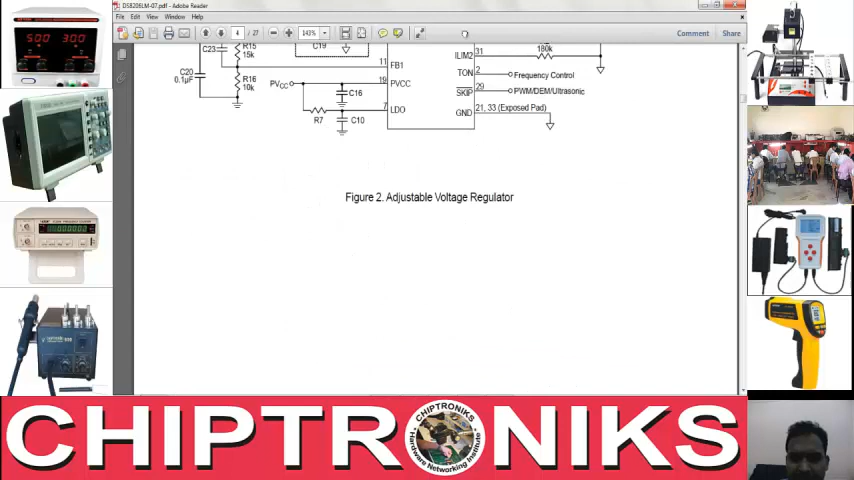 DS8206LM-07.pdf - Adobe Reader
File Edit View Window Help
4 / 27
143%
Comment
Share
C23
R15
15k
C19
C20
0.1µF
R16
10k
11
FB1
PVCC
19
PVCC
C16
7
LDO
R7
C10
ILIM2
31
180k
TON
2
Frequency Control
SKIP
29
PWM/DEM/Ultrasonic
GND
21, 33 (Exposed Pad)
Figure 2. Adjustable Voltage Regulator
500 300
CHIPTRONIKS
CHIPTRONIKS
Hardware Networking Institute